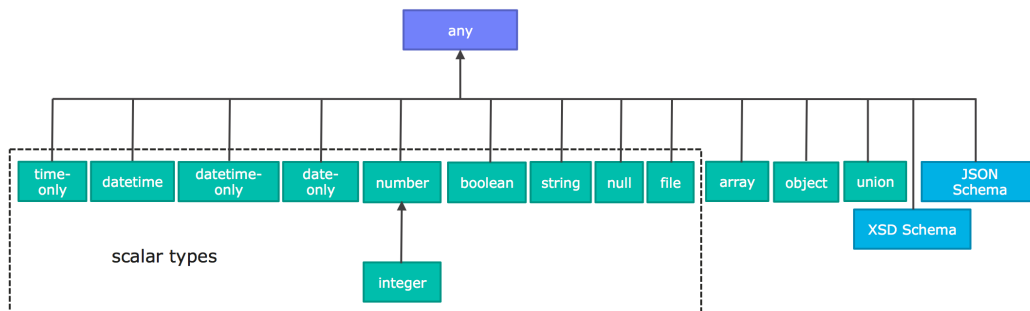 any
time-
only
datetime
datetime-
only
date-
only
number
boolean
string
null
file
array
object
union
JSON
Schema
XSD Schema
scalar types
integer